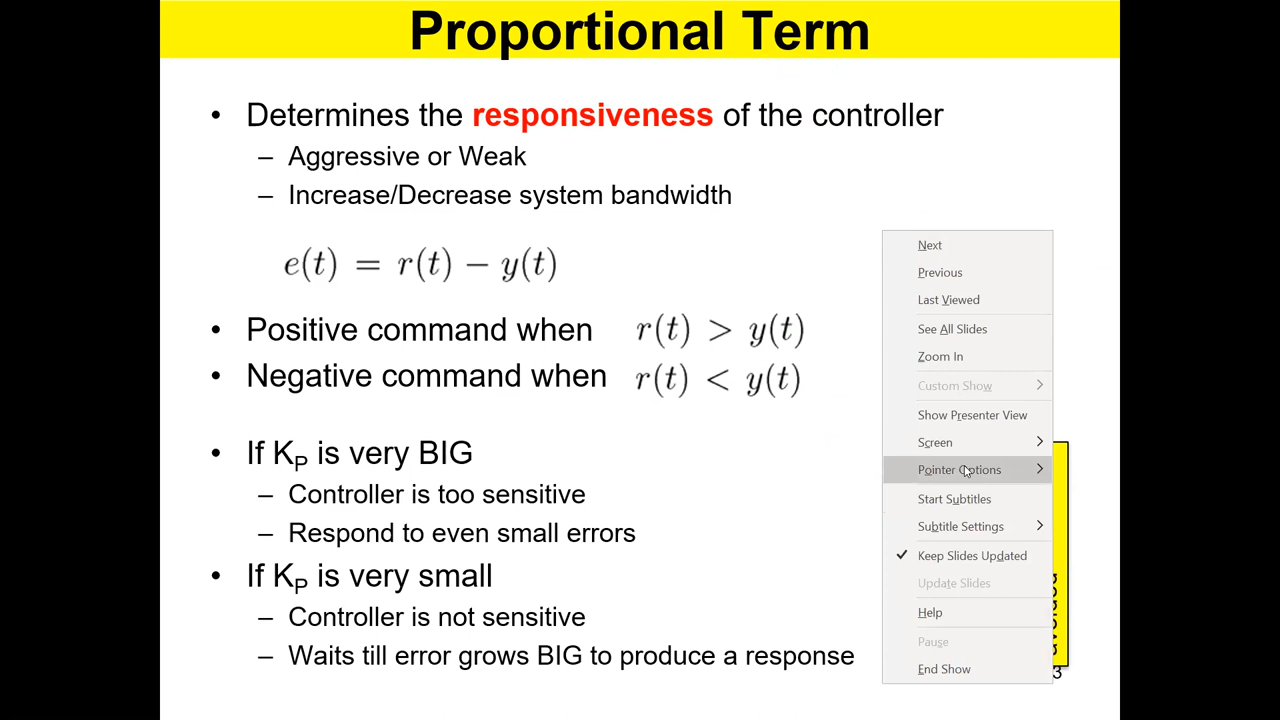 Proportional Term
• Determines the responsiveness of the controller
– Aggressive or Weak
– Increase/Decrease system bandwidth
e(t) = r(t) − y(t)
• Positive command when r(t) > y(t)
• Negative command when r(t) < y(t)
• If K_P is very BIG
– Controller is too sensitive
– Respond to even small errors
• If K_P is very small
– Controller is not sensitive
– Waits till error grows BIG to produce a response
Next
Previous
Last Viewed
See All Slides
Zoom In
Custom Show
Show Presenter View
Screen
Pointer Options
Start Subtitles
Subtitle Settings
Keep Slides Updated
Update Slides
Help
Pause
End Show
3